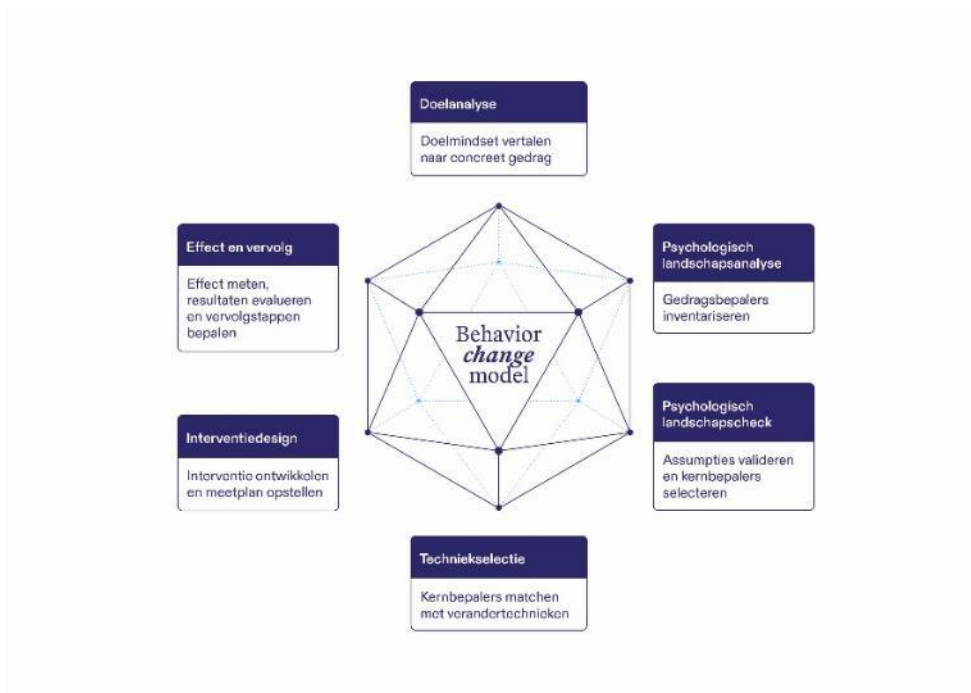 Doelanalyse
Doelmindset vertalen
naar concreet gedrag
Psychologisch
landschapsanalyse
Gedragsbepalers
inventariseren
Psychologisch
landschapscheck
Assumpties valideren
en kernbepalers
selecteren
Techniekselectie
Kernbepalers matchen
met verandertechnieken
Interventiedesign
Interventie ontwikkelen
en meetplan opstellen
Effect en vervolg
Effect meten,
resultaten evalueren
en vervolgstappen
bepalen
Behavior
change
model